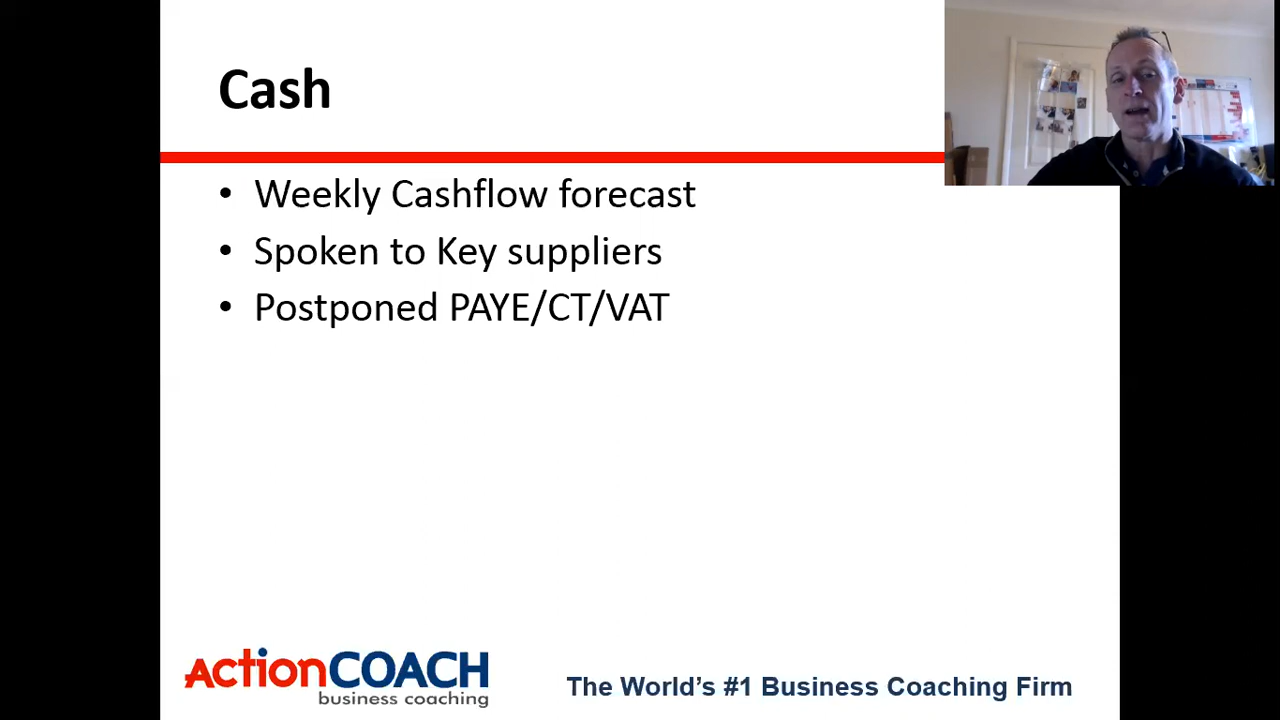 Cash
• Weekly Cashflow forecast
• Spoken to Key suppliers
• Postponed PAYE/CT/VAT
ActionCOACH
business coaching
The World's #1 Business Coaching Firm